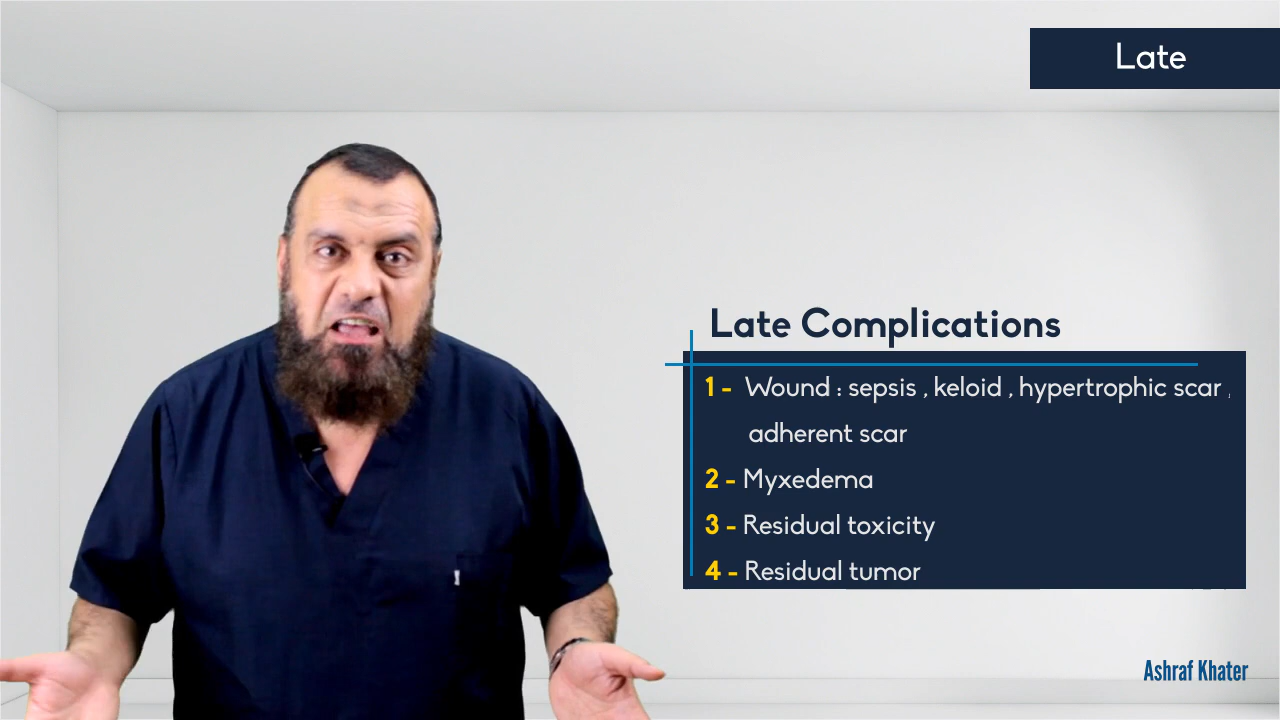 Late
Late Complications
1 - Wound : sepsis , keloid , hypertrophic scar ,
adherent scar
2 - Myxedema
3 - Residual toxicity
4 - Residual tumor
Ashraf Khater